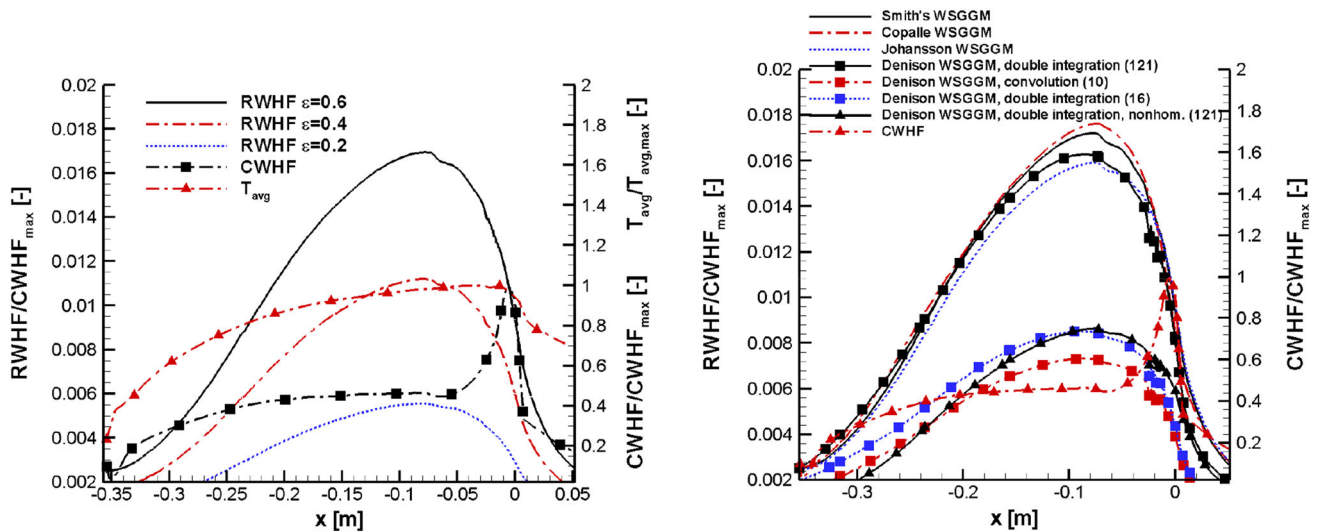 RWHF ε=0.6
RWHF ε=0.4
RWHF ε=0.2
CWHF
Tavg
RWHF/CWHFmax [-]
0.02
0.018
0.016
0.014
0.012
0.01
0.008
0.006
0.004
0.002
-0.35
-0.3
-0.25
-0.2
-0.15
-0.1
-0.05
0
0.05
x [m]
2
1.8
1.6
1.4
1.2
1
0.8
0.6
0.4
0.2
Tavg/Tavg,max [-]
CWHF/CWHFmax [-]
Smith's WSGGM
Copalle WSGGM
Johansson WSGGM
Denison WSGGM, double integration (121)
Denison WSGGM, convolution (10)
Denison WSGGM, double integration (16)
Denison WSGGM, double integration, nonhom. (121)
CWHF
RWHF/CWHFmax [-]
0.02
0.018
0.016
0.014
0.012
0.01
0.008
0.006
0.004
0.002
-0.3
-0.2
-0.1
0
x [m]
2
1.8
1.6
1.4
1.2
1
0.8
0.6
0.4
0.2
CWHF/CWHFmax [-]